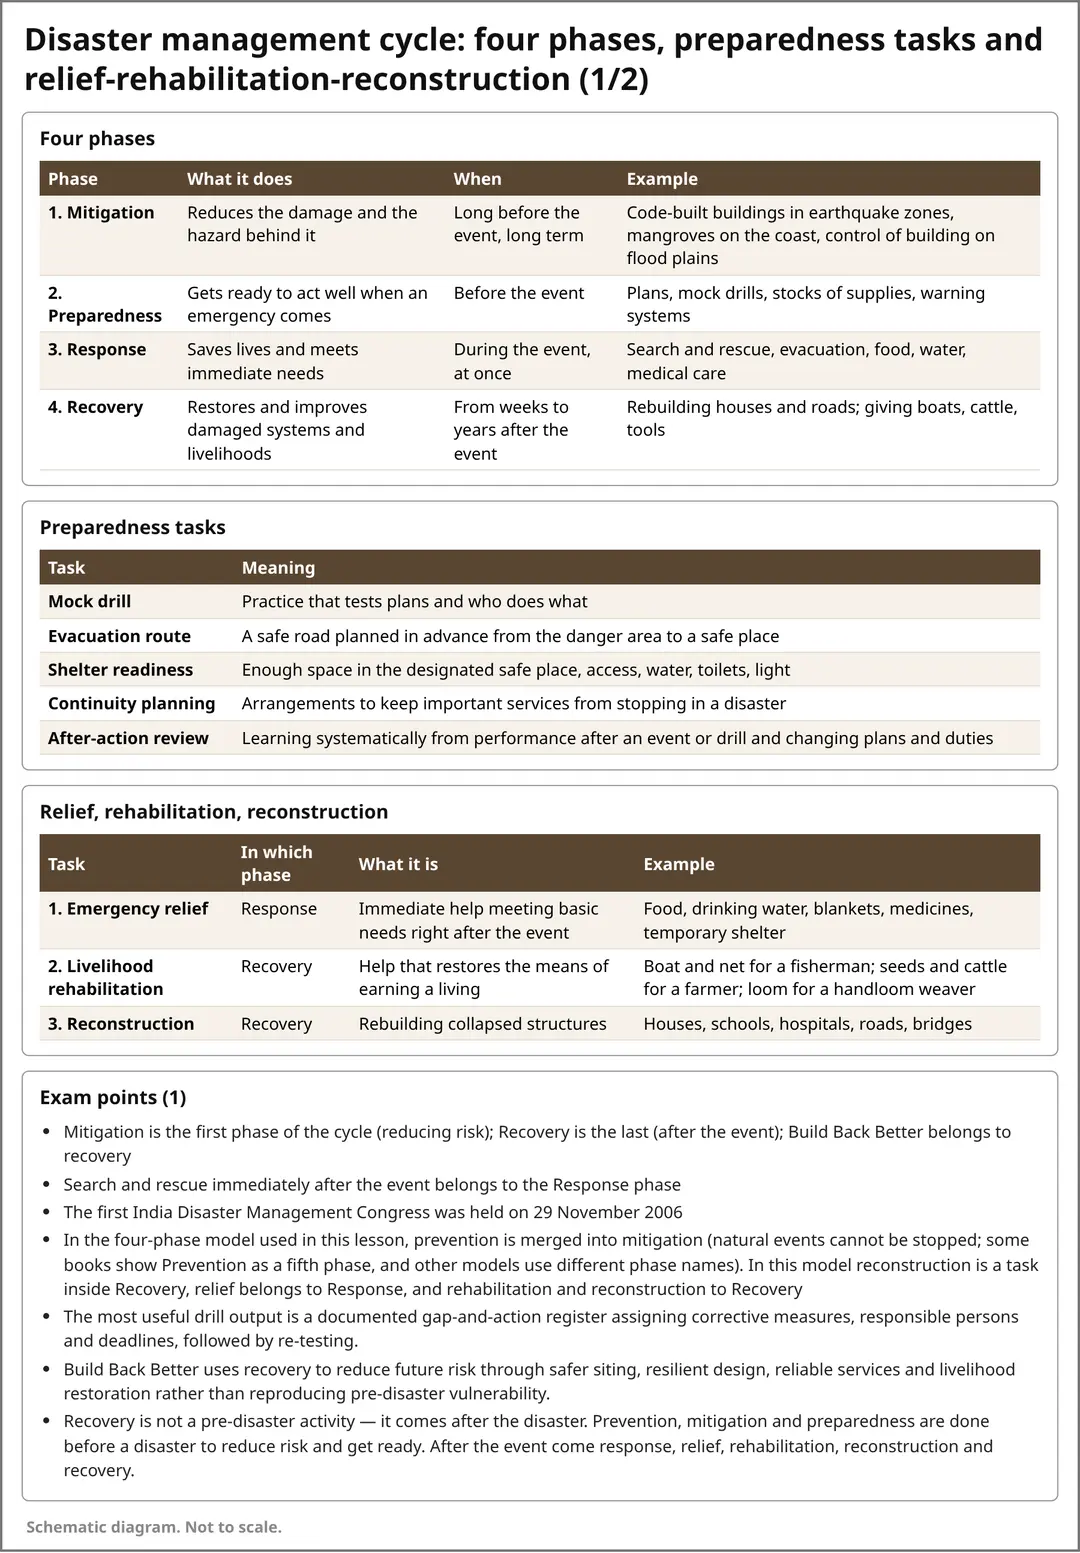 Disaster management cycle: four phases, preparedness tasks and
relief-rehabilitation-reconstruction (1/2)
Four phases
Phase What it does When Example
1. Mitigation Reduces the damage and the hazard behind it Long before the event, long term Code-built buildings in earthquake zones, mangroves on the coast, control of building on flood plains
2. Preparedness Gets ready to act well when an emergency comes Before the event Plans, mock drills, stocks of supplies, warning systems
3. Response Saves lives and meets immediate needs During the event, at once Search and rescue, evacuation, food, water, medical care
4. Recovery Restores and improves damaged systems and livelihoods From weeks to years after the event Rebuilding houses and roads; giving boats, cattle, tools
Preparedness tasks
Task Meaning
Mock drill Practice that tests plans and who does what
Evacuation route A safe road planned in advance from the danger area to a safe place
Shelter readiness Enough space in the designated safe place, access, water, toilets, light
Continuity planning Arrangements to keep important services from stopping in a disaster
After-action review Learning systematically from performance after an event or drill and changing plans and duties
Relief, rehabilitation, reconstruction
Task In which phase What it is Example
1. Emergency relief Response Immediate help meeting basic needs right after the event Food, drinking water, blankets, medicines, temporary shelter
2. Livelihood rehabilitation Recovery Help that restores the means of earning a living Boat and net for a fisherman; seeds and cattle for a farmer; loom for a handloom weaver
3. Reconstruction Recovery Rebuilding collapsed structures Houses, schools, hospitals, roads, bridges
Exam points (1)
• Mitigation is the first phase of the cycle (reducing risk); Recovery is the last (after the event); Build Back Better belongs to
recovery
• Search and rescue immediately after the event belongs to the Response phase
• The first India Disaster Management Congress was held on 29 November 2006
• In the four-phase model used in this lesson, prevention is merged into mitigation (natural events cannot be stopped; some
books show Prevention as a fifth phase, and other models use different phase names). In this model reconstruction is a task
inside Recovery, relief belongs to Response, and rehabilitation and reconstruction to Recovery
• The most useful drill output is a documented gap-and-action register assigning corrective measures, responsible persons
and deadlines, followed by re-testing.
• Build Back Better uses recovery to reduce future risk through safer siting, resilient design, reliable services and livelihood
restoration rather than reproducing pre-disaster vulnerability.
• Recovery is not a pre-disaster activity — it comes after the disaster. Prevention, mitigation and preparedness are done
before a disaster to reduce risk and get ready. After the event come response, relief, rehabilitation, reconstruction and
recovery.
Schematic diagram. Not to scale.